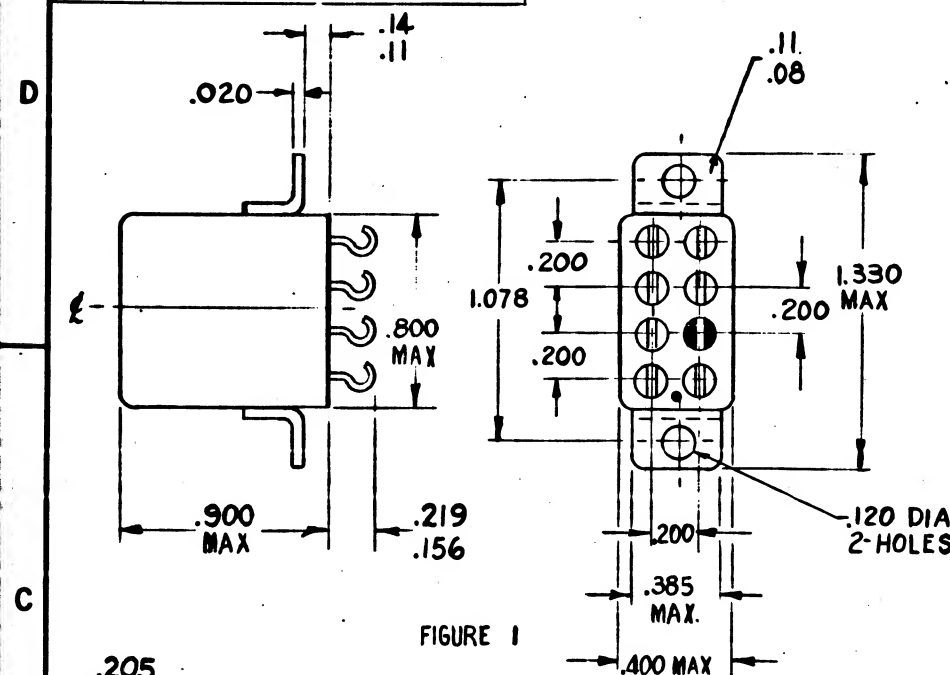 D
.14
.11
.020
.11
.08
.200
1.078
.200
1.330
MAX
.200
.800
MAX
℄
.900
MAX
.219
.156
.200
.120 DIA
2-HOLES
.385
MAX.
C
FIGURE 1
.205
.400 MAX